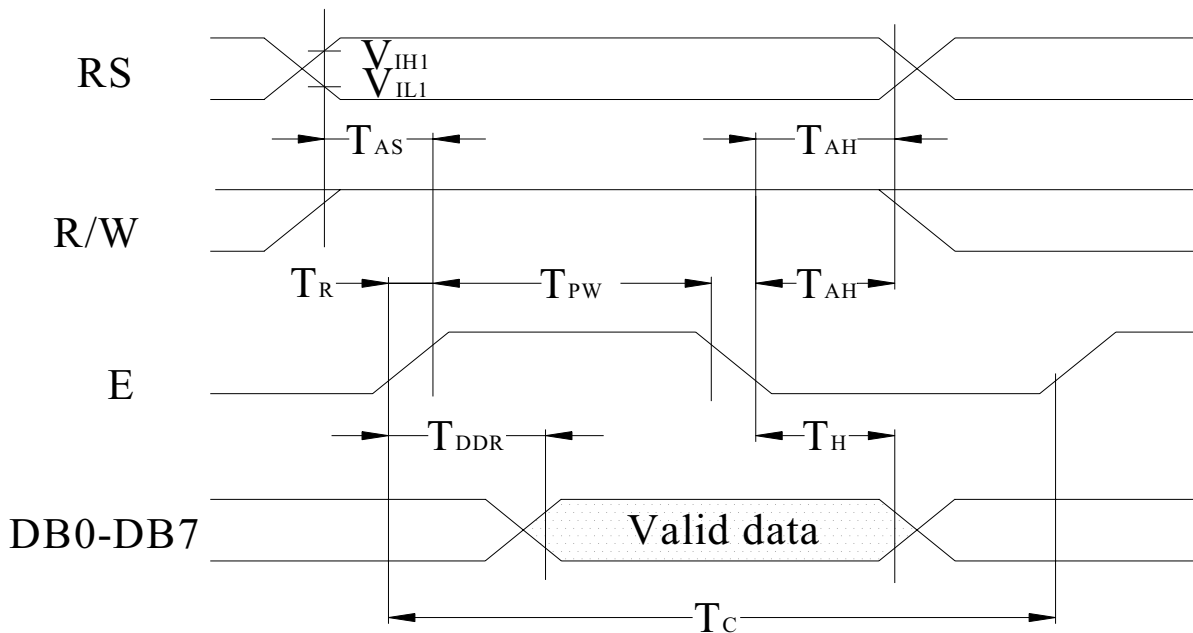 RS
VIH1
VIL1
TAS
TAH
R/W
TR
TPW
TAH
E
TDDR
TH
DB0-DB7
Valid data
TC